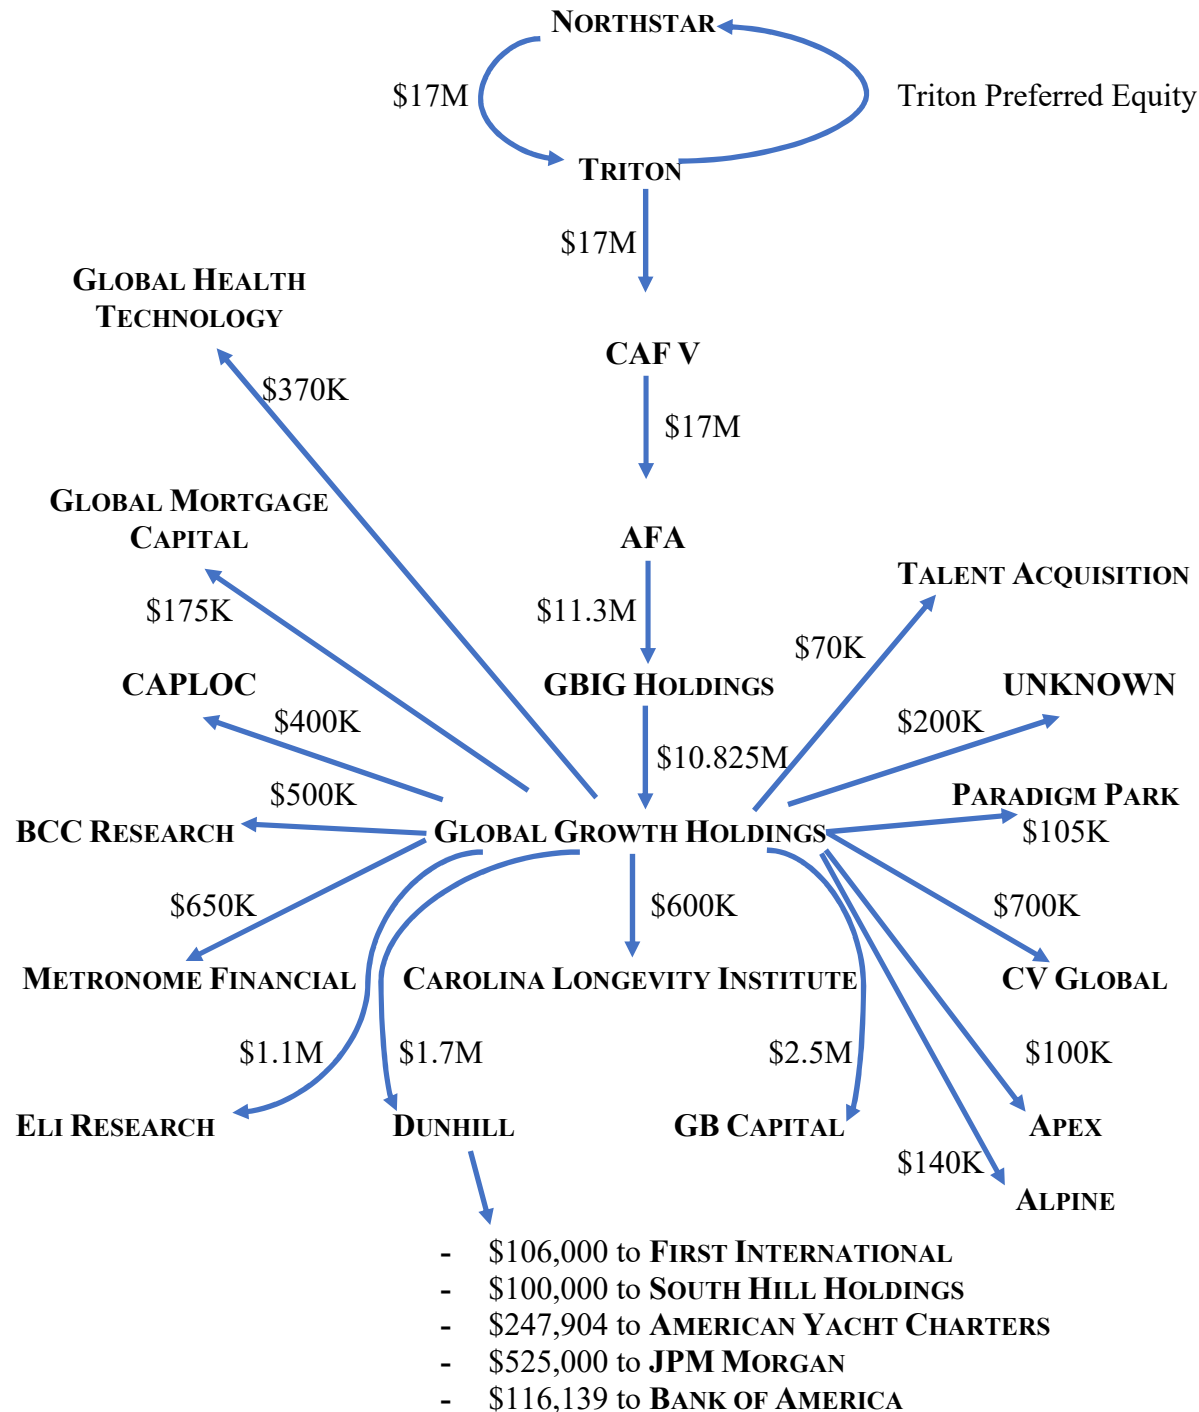 NORTHSTAR
$17M
Triton Preferred Equity
TRITON
$17M
GLOBAL HEALTH
TECHNOLOGY
CAF V
$370K
$17M
GLOBAL MORTGAGE
CAPITAL
AFA
TALENT ACQUISITION
$175K
$11.3M
$70K
CAPLOC
GBIG HOLDINGS
UNKNOWN
$400K
$200K
$10.825M
$500K
PARADIGM PARK
BCC RESEARCH
GLOBAL GROWTH HOLDINGS
$105K
$650K
$600K
$700K
METRONOME FINANCIAL
CAROLINA LONGEVITY INSTITUTE
CV GLOBAL
$1.1M
$1.7M
$2.5M
$100K
ELI RESEARCH
DUNHILL
GB CAPITAL
APEX
$140K
ALPINE
- $106,000 to FIRST INTERNATIONAL
- $100,000 to SOUTH HILL HOLDINGS
- $247,904 to AMERICAN YACHT CHARTERS
- $525,000 to JPM MORGAN
- $116,139 to BANK OF AMERICA